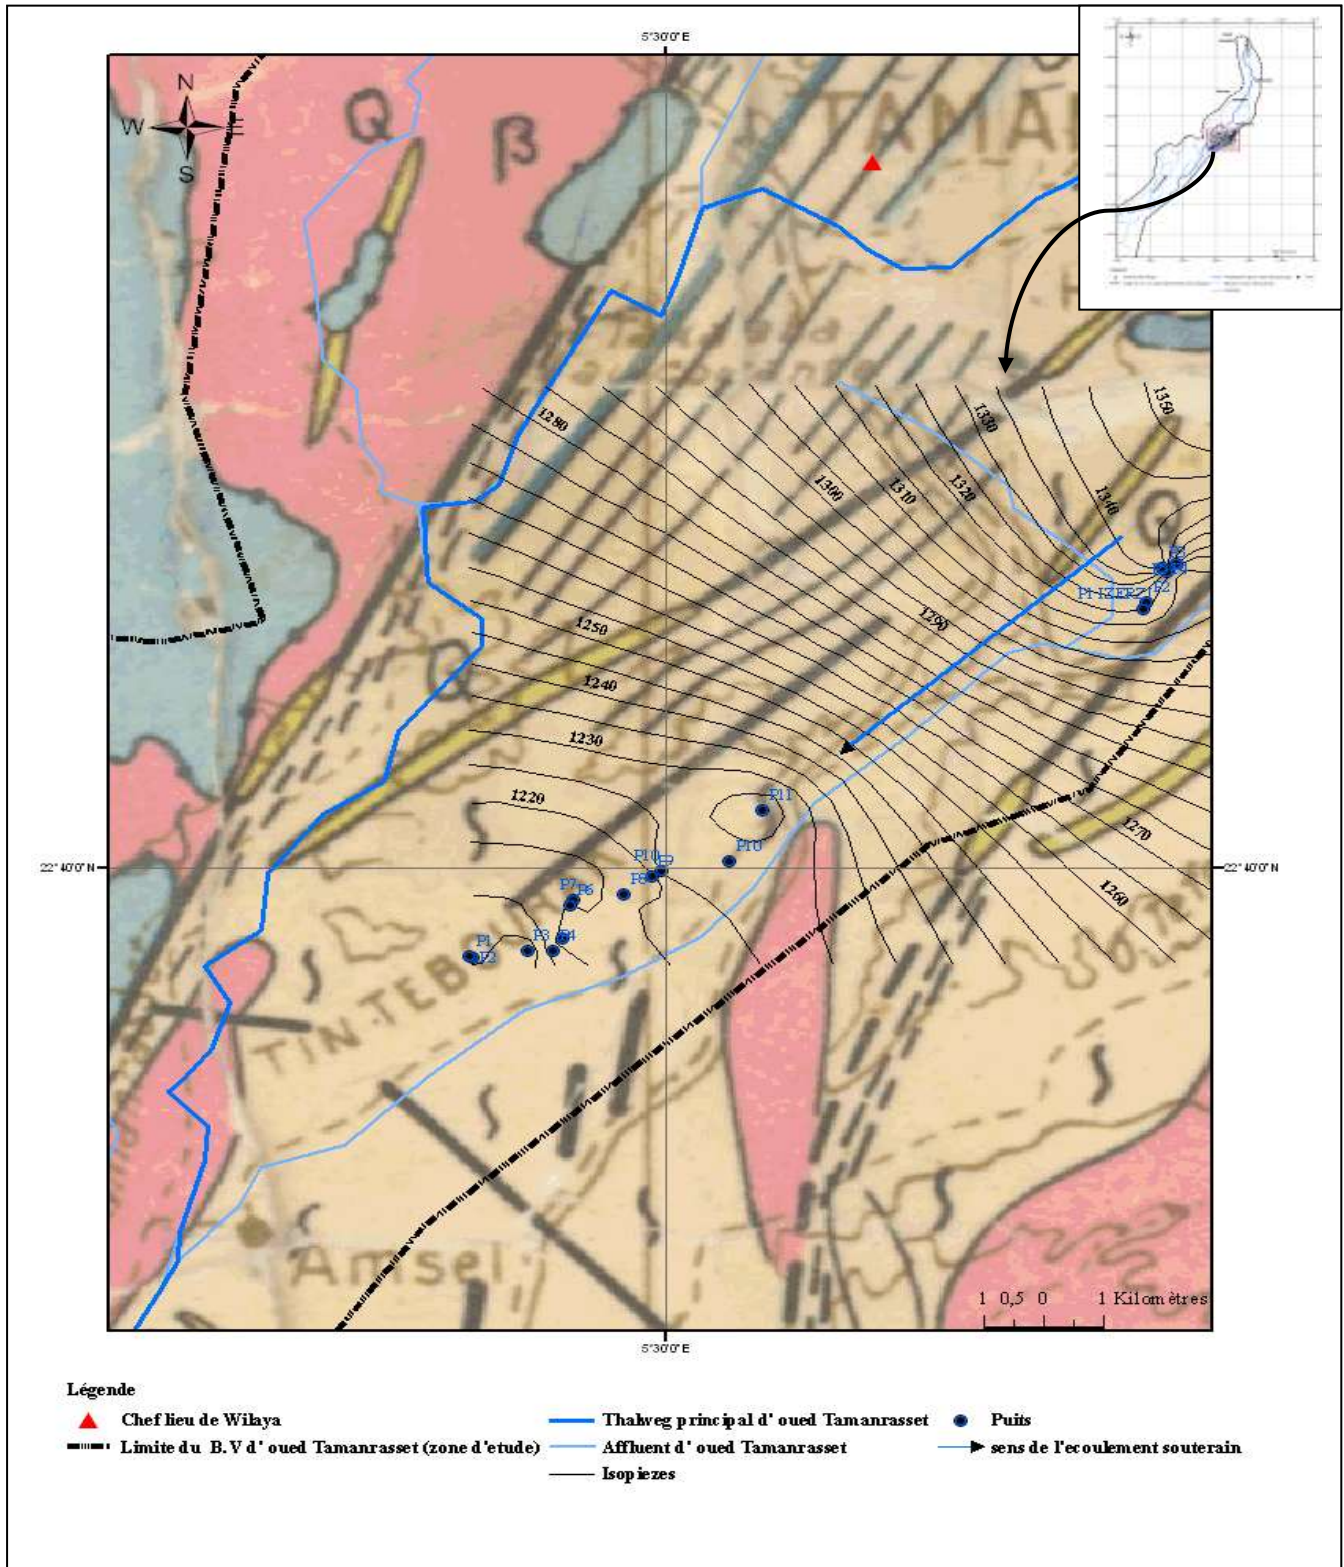 5°30'0"E
N
W E
S
Q
β
TAMA
1350
1280
1330
1340
1300
1310
1320
Q
P2
P1 IZERZI
1250
1290
Q
1240
1230
1220
P11
P10
1270
22°40'0"N
22°40'0"N
P10
P9
P8
P7
P6
1260
P1
P3
P4
P2
TIN-TEB
Amsel
1 0,5 0 1 Kilomètres
5°30'0"E
Légende
Chef lieu de Wilaya
Thalweg principal d' oued Tamanrasset
Puits
Limite du B.V d' oued Tamanrasset (zone d'etude)
Affluent d' oued Tamanrasset
sens de l'ecoulement souterain
Isopiezes